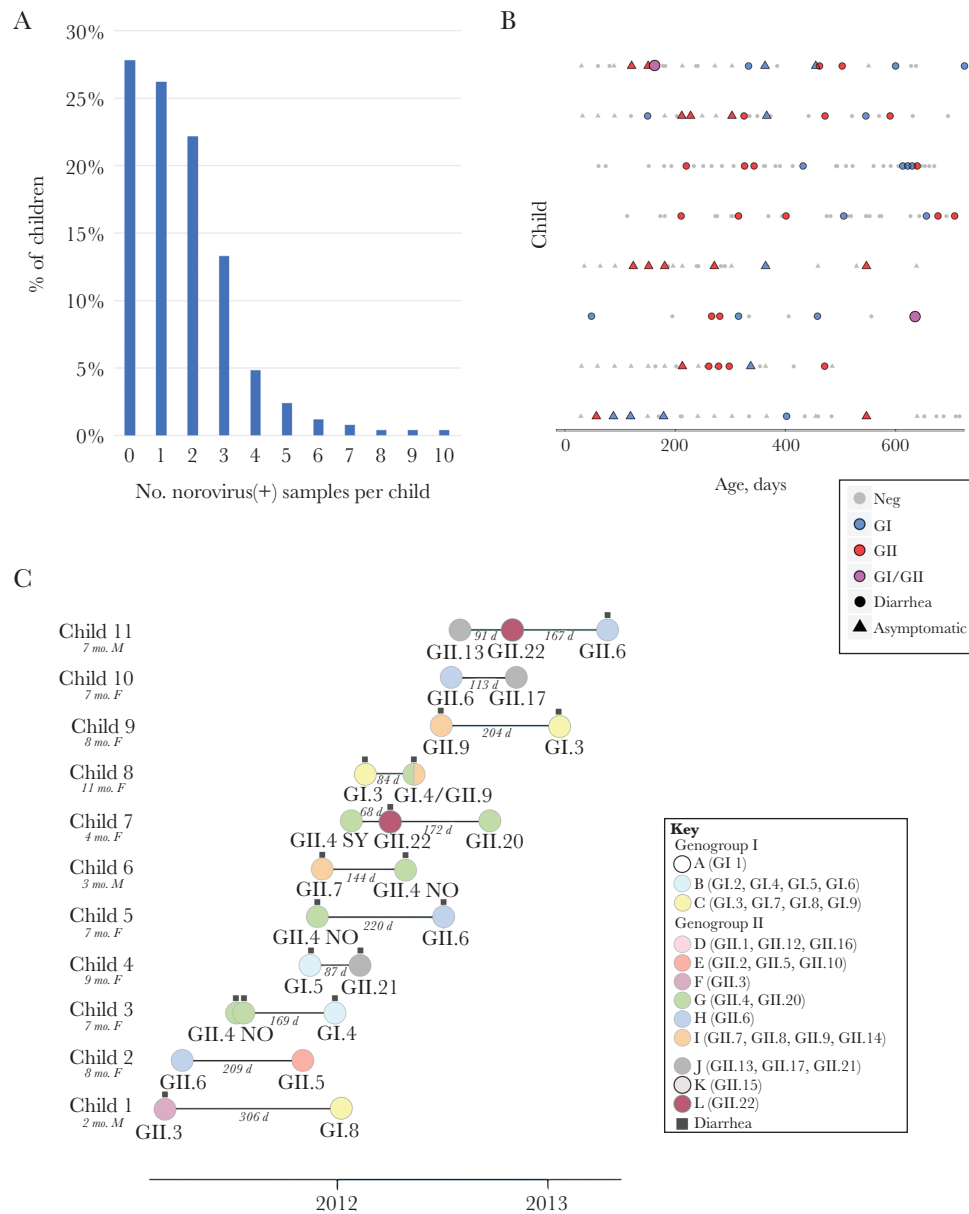 A
30%
25%
20%
15%
10%
5%
0%
% of children
0 1 2 3 4 5 6 7 8 9 10
No. norovirus(+) samples per child
B
Child
0 200 400 600
Age, days
Neg
GI
GII
GI/GII
Diarrhea
Asymptomatic
C
Child 11
7 mo. M
91 d
167 d
GII.13
GII.22
GII.6
Child 10
7 mo. F
113 d
GII.6
GII.17
Child 9
8 mo. F
204 d
GII.9
GI.3
Child 8
11 mo. F
84 d
GI.3
GI.4/GII.9
Child 7
4 mo. F
68 d
172 d
GII.4 SY
GII.22
GII.20
Child 6
3 mo. M
144 d
GII.7
GII.4 NO
Child 5
7 mo. F
220 d
GII.4 NO
GII.6
Child 4
9 mo. F
87 d
GI.5
GII.21
Child 3
7 mo. F
169 d
GII.4 NO
GI.4
Child 2
8 mo. F
209 d
GII.6
GII.5
Child 1
2 mo. M
306 d
GII.3
GI.8
2012
2013
Key
Genogroup I
A (GI 1)
B (GI.2, GI.4, GI.5, GI.6)
C (GI.3, GI.7, GI.8, GI.9)
Genogroup II
D (GII.1, GII.12, GII.16)
E (GII.2, GII.5, GII.10)
F (GII.3)
G (GII.4, GII.20)
H (GII.6)
I (GII.7, GII.8, GII.9, GII.14)
J (GII.13, GII.17, GII.21)
K (GII.15)
L (GII.22)
Diarrhea